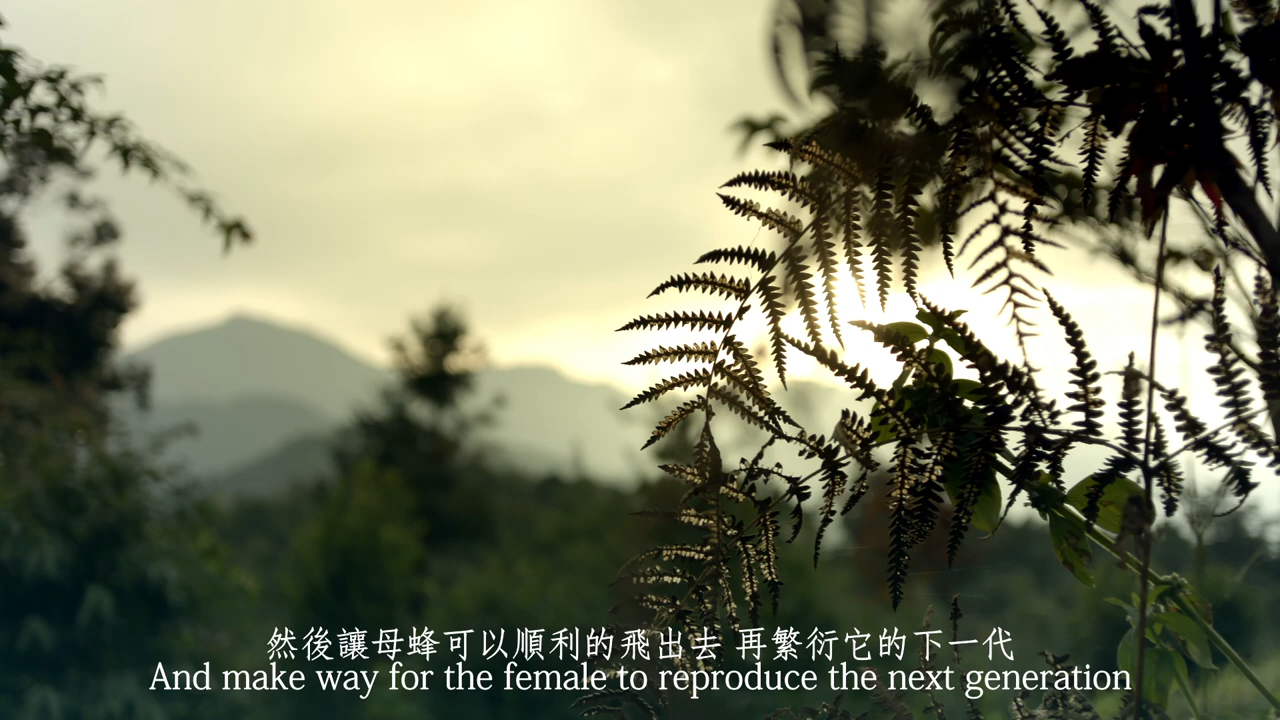 然後讓母蜂可以順利的飛出去 再繁衍它的下一代
And make way for the female to reproduce the next generation